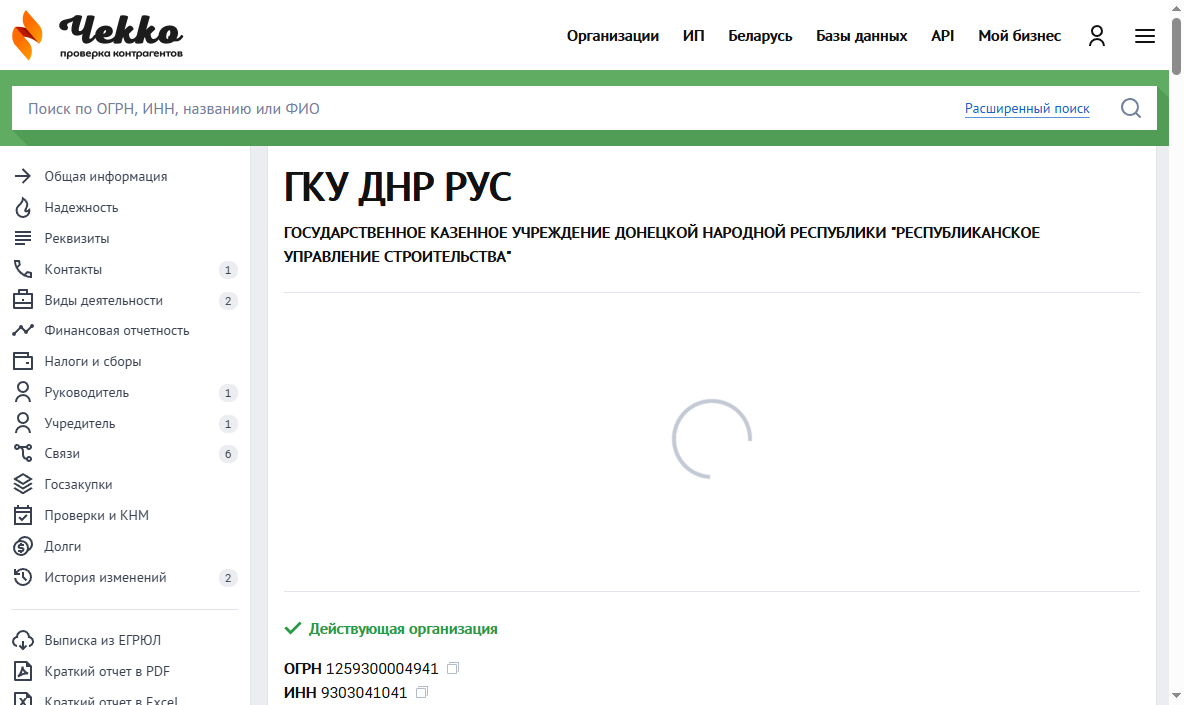 Чекко
проверка контрагентов
Организации ИП Беларусь Базы данных API Мой бизнес
Поиск по ОГРН, ИНН, названию или ФИО Расширенный поиск
Общая информация
Надежность
Реквизиты
Контакты 1
Виды деятельности 2
Финансовая отчетность
Налоги и сборы
Руководитель 1
Учредитель 1
Связи 6
Госзакупки
Проверки и КНМ
Долги
История изменений 2
Выписка из ЕГРЮЛ
Краткий отчет в PDF
Краткий отчет в Excel
ГКУ ДНР РУС
ГОСУДАРСТВЕННОЕ КАЗЕННОЕ УЧРЕЖДЕНИЕ ДОНЕЦКОЙ НАРОДНОЙ РЕСПУБЛИКИ "РЕСПУБЛИКАНСКОЕ
УПРАВЛЕНИЕ СТРОИТЕЛЬСТВА"
Действующая организация
ОГРН 1259300004941
ИНН 9303041041